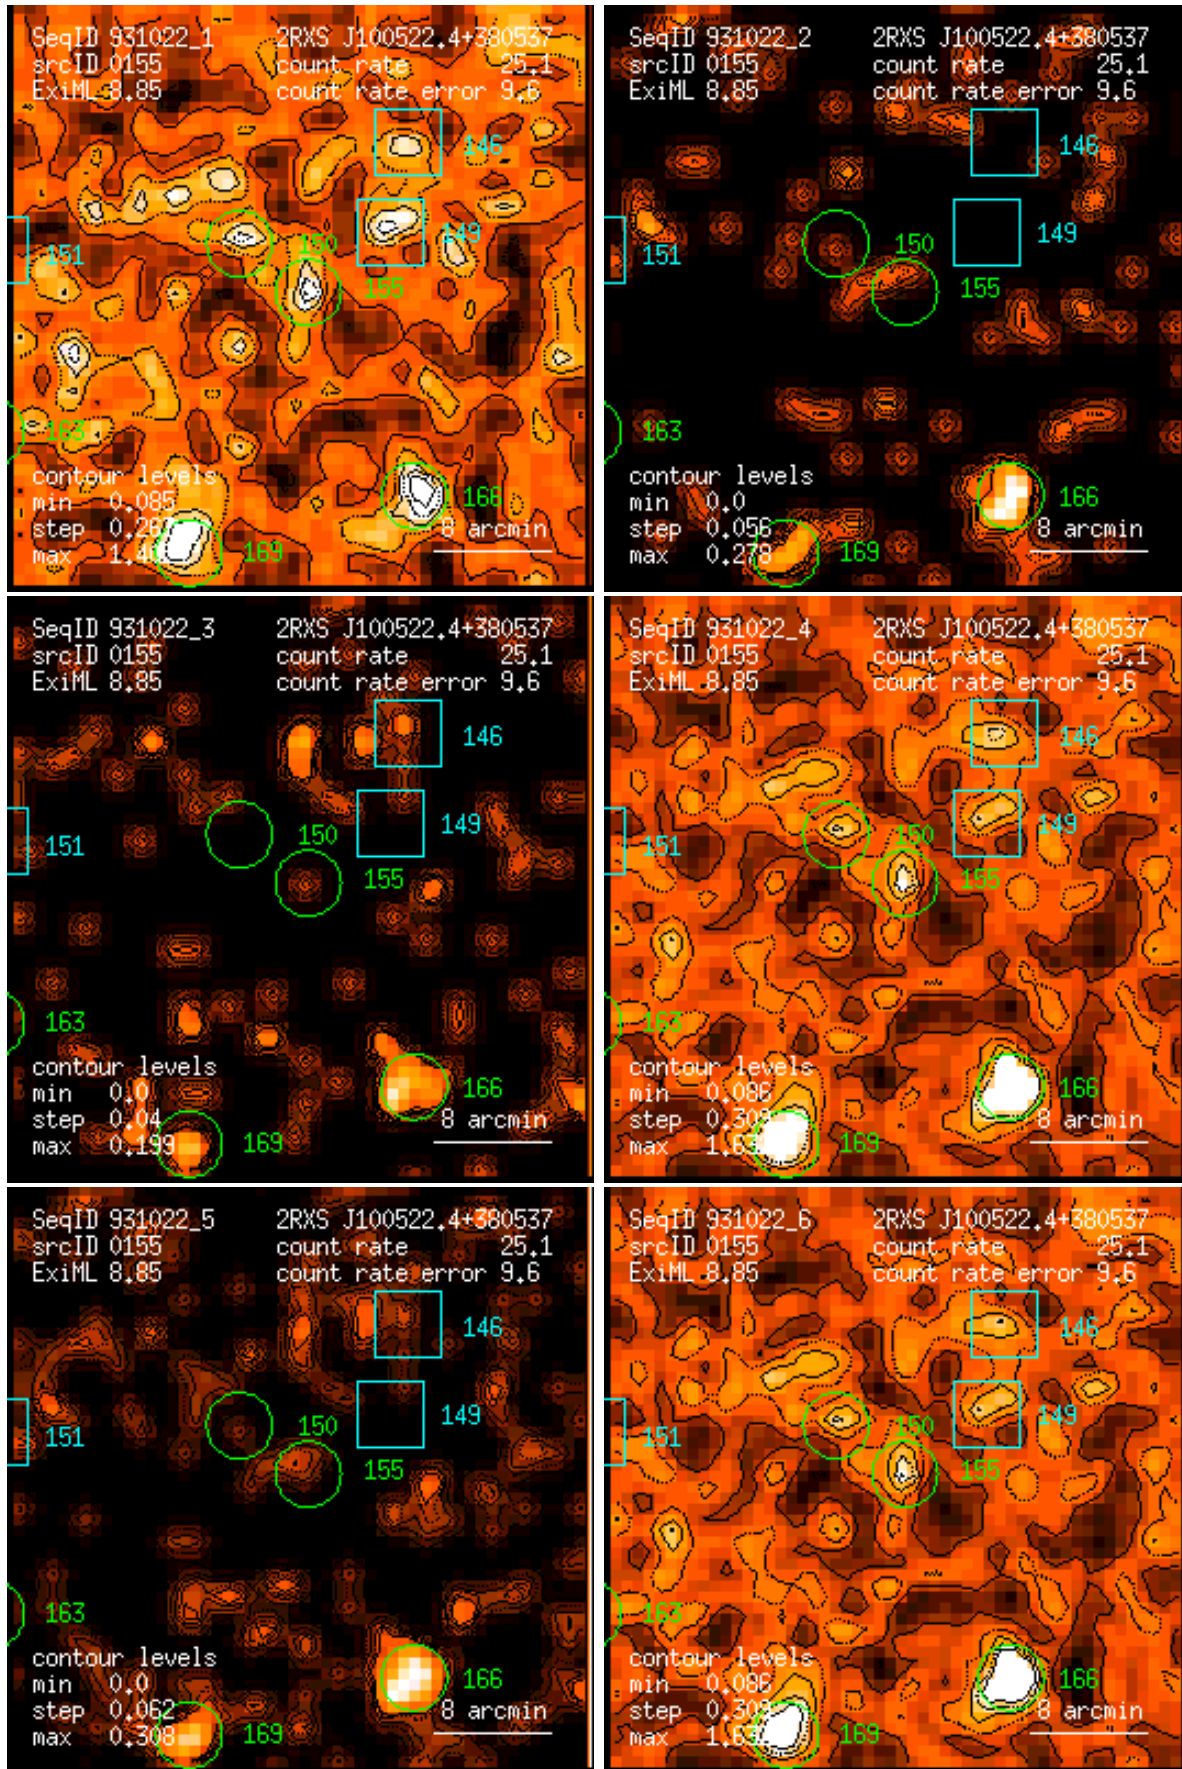 SeqID 931022_1 2RXS J100522.4+380537
srcID 0155 count rate 25.1
ExiML 8.85 count rate error 9.6
146
149
151
150
155
163
contour levels
min 0.085
166
step
8 arcmin
max
169
SeqID 931022_2 2RXS J100522.4+380537
srcID 0155 count rate 25.1
ExiML 8.85 count rate error 9.6
146
149
151
150
155
163
contour levels
min 0.0
166
step 0.056
8 arcmin
max 0.278
169
SeqID 931022_3 2RXS J100522.4+380537
srcID 0155 count rate 25.1
ExiML 8.85 count rate error 9.6
146
149
151
150
155
163
contour levels
min 0.0
166
step 0.04
8 arcmin
max 0.199
169
SeqID 931022_4 2RXS J100522.4+380537
srcID 0155 count rate 25.1
ExiML 8.85 count rate error 9.6
146
149
151
150
155
163
contour levels
min 0.086
166
step
8 arcmin
max
169
SeqID 931022_5 2RXS J100522.4+380537
srcID 0155 count rate 25.1
ExiML 8.85 count rate error 9.6
146
149
151
150
155
163
contour levels
min 0.0
166
step 0.062
8 arcmin
max 0.308
169
SeqID 931022_6 2RXS J100522.4+380537
srcID 0155 count rate 25.1
ExiML 8.85 count rate error 9.6
146
149
151
150
155
163
contour levels
min 0.086
166
step
8 arcmin
max
169